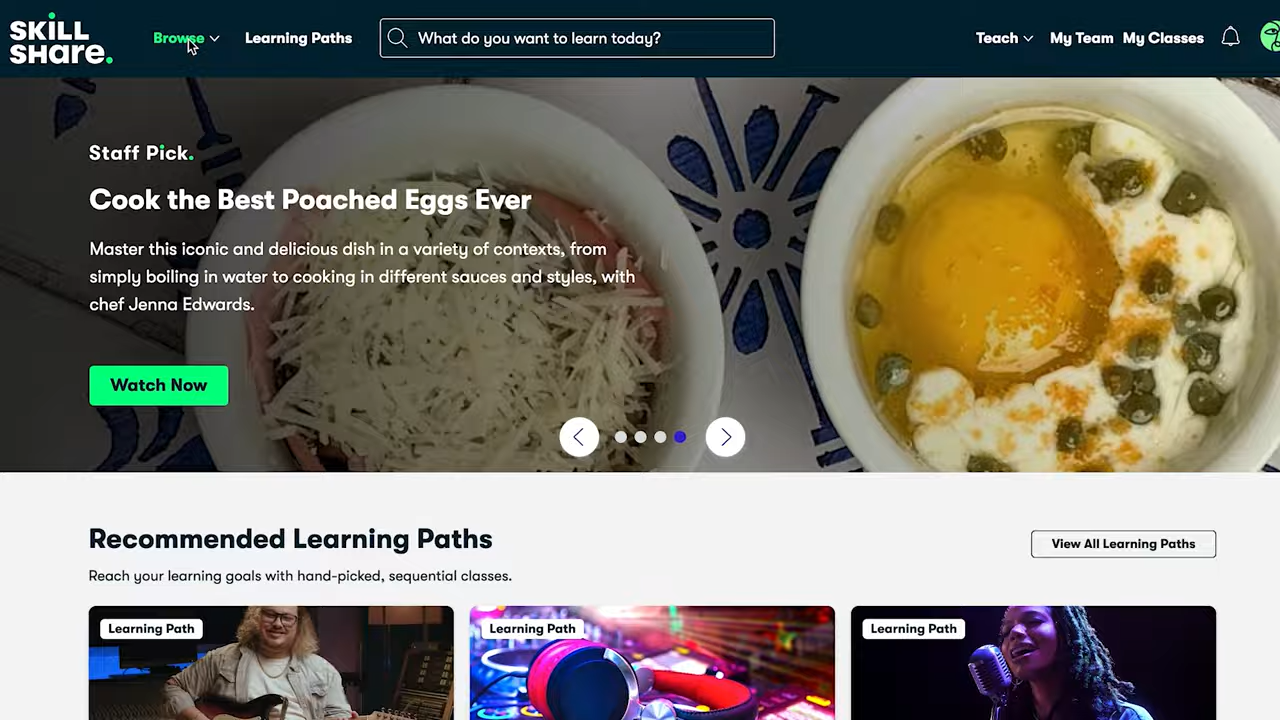 SKILL
SHARE.
Browse
Learning Paths
What do you want to learn today?
Teach
My Team
My Classes
Staff Pick.
Cook the Best Poached Eggs Ever
Master this iconic and delicious dish in a variety of contexts, from
simply boiling in water to cooking in different sauces and styles, with
chef Jenna Edwards.
Watch Now
Recommended Learning Paths
View All Learning Paths
Reach your learning goals with hand-picked, sequential classes.
Learning Path
Learning Path
Learning Path